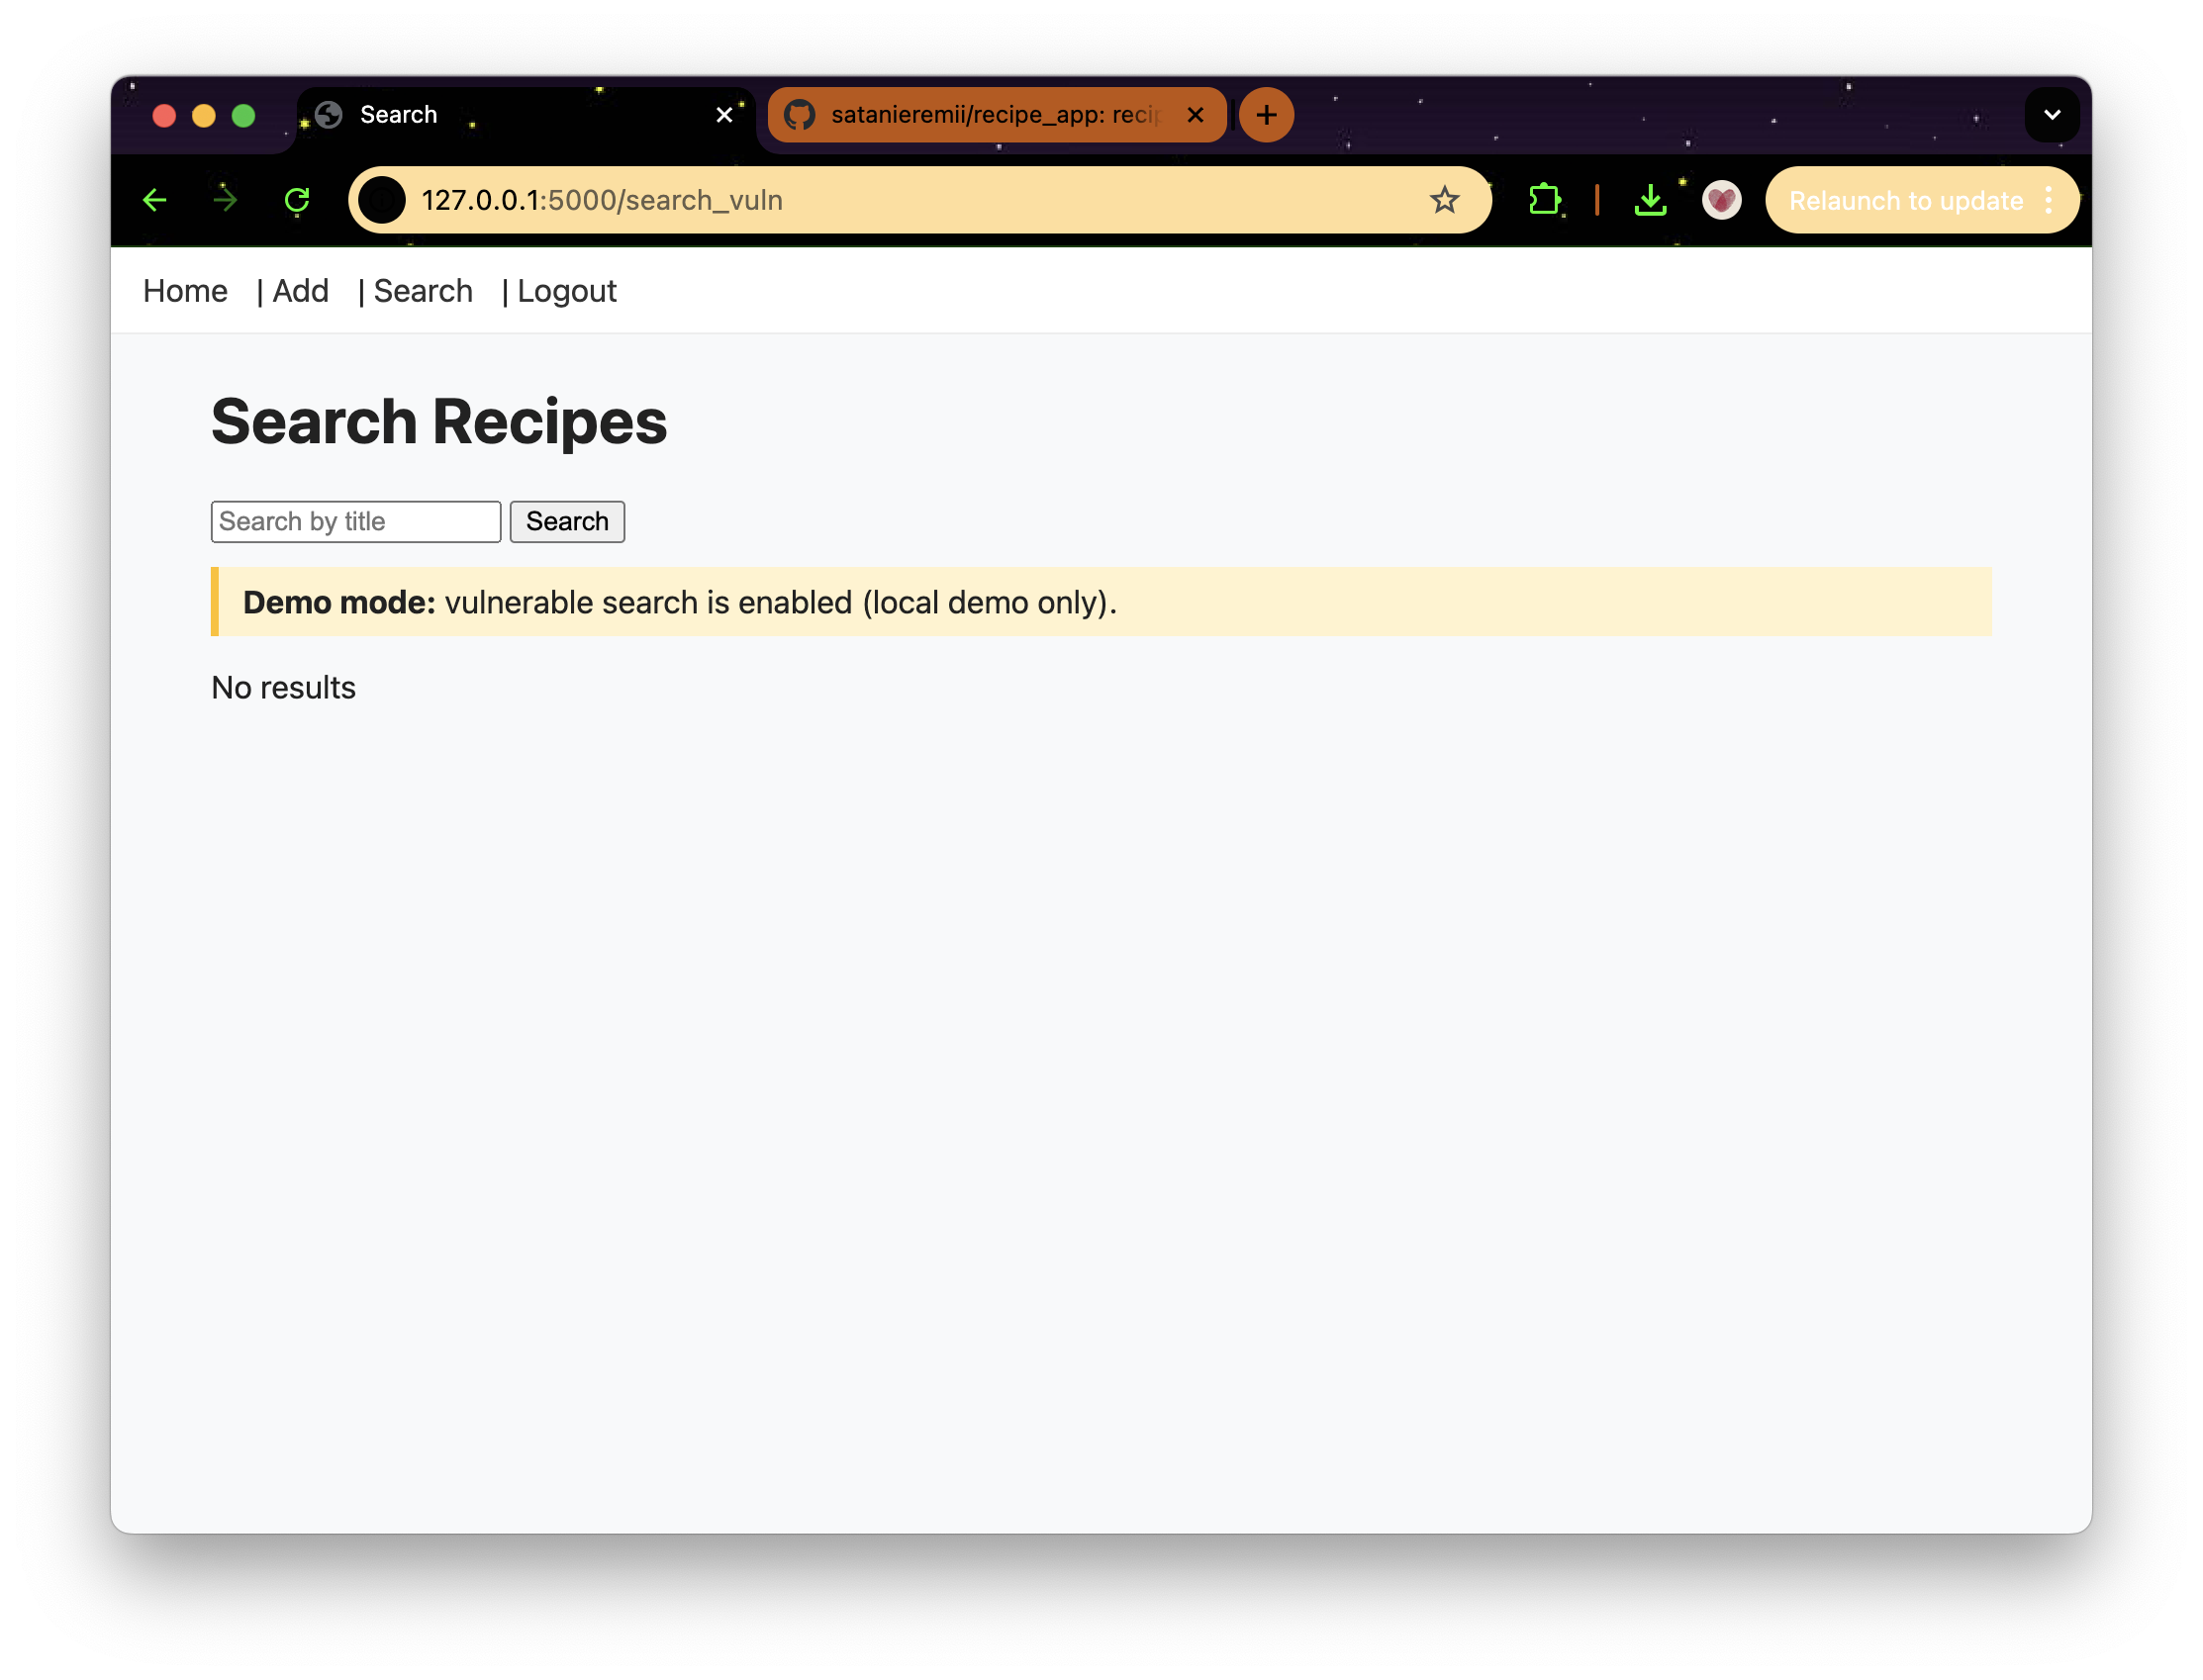 Search
satanieremii/recipe_app: recip
127.0.0.1:5000/search_vuln
Relaunch to update
Home | Add | Search | Logout
Search Recipes
Search by title Search
Demo mode: vulnerable search is enabled (local demo only).
No results